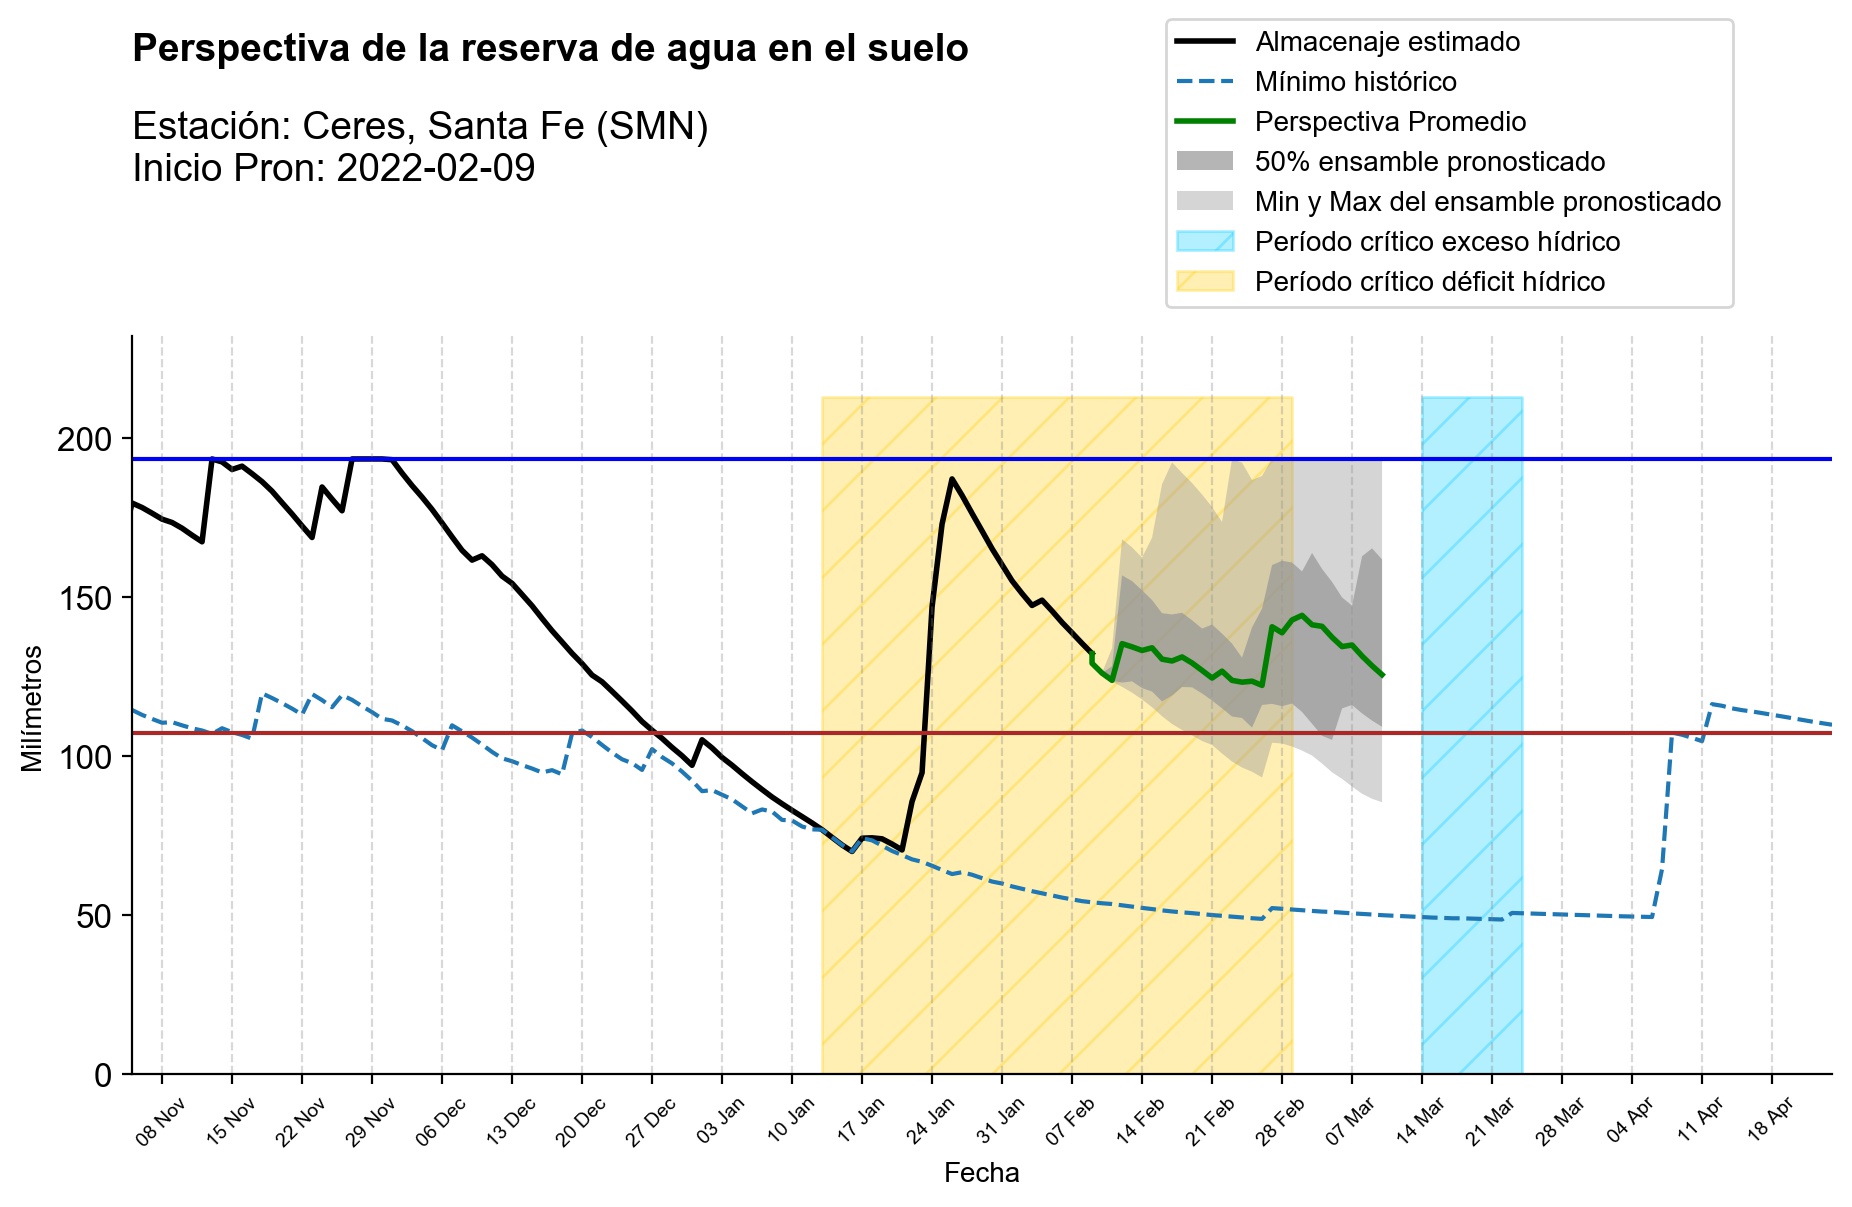 Perspectiva de la reserva de agua en el suelo
Estación: Ceres, Santa Fe (SMN)
Inicio Pron: 2022-02-09
Almacenaje estimado
Mínimo histórico
Perspectiva Promedio
50% ensamble pronosticado
Min y Max del ensamble pronosticado
Período crítico exceso hídrico
Período crítico déficit hídrico
Milímetros
200
150
100
50
0
08 Nov
15 Nov
22 Nov
29 Nov
06 Dec
13 Dec
20 Dec
27 Dec
03 Jan
10 Jan
17 Jan
24 Jan
31 Jan
07 Feb
14 Feb
21 Feb
28 Feb
07 Mar
14 Mar
21 Mar
28 Mar
04 Apr
11 Apr
18 Apr
Fecha